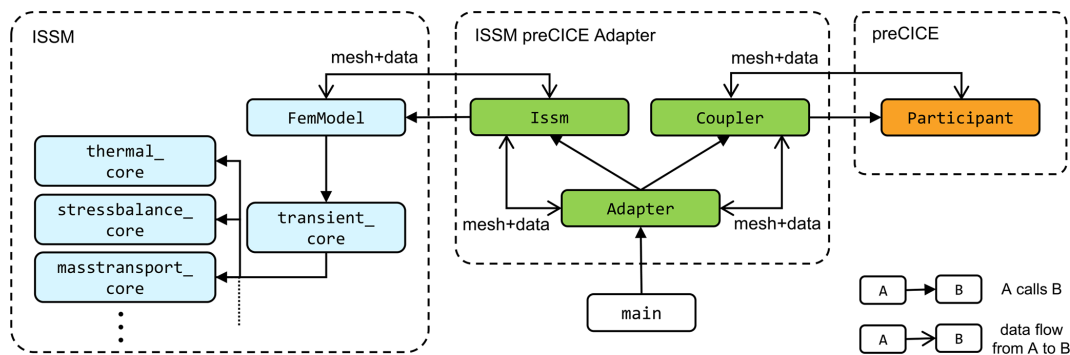 ISSM
ISSM preCICE Adapter
preCICE
mesh+data
mesh+data
FemModel
Issm
Coupler
Participant
thermal_
core
stressbalance_
core
transient_
core
masstransport_
core
Adapter
mesh+data
mesh+data
main
A
B
A calls B
A
B
data flow
from A to B